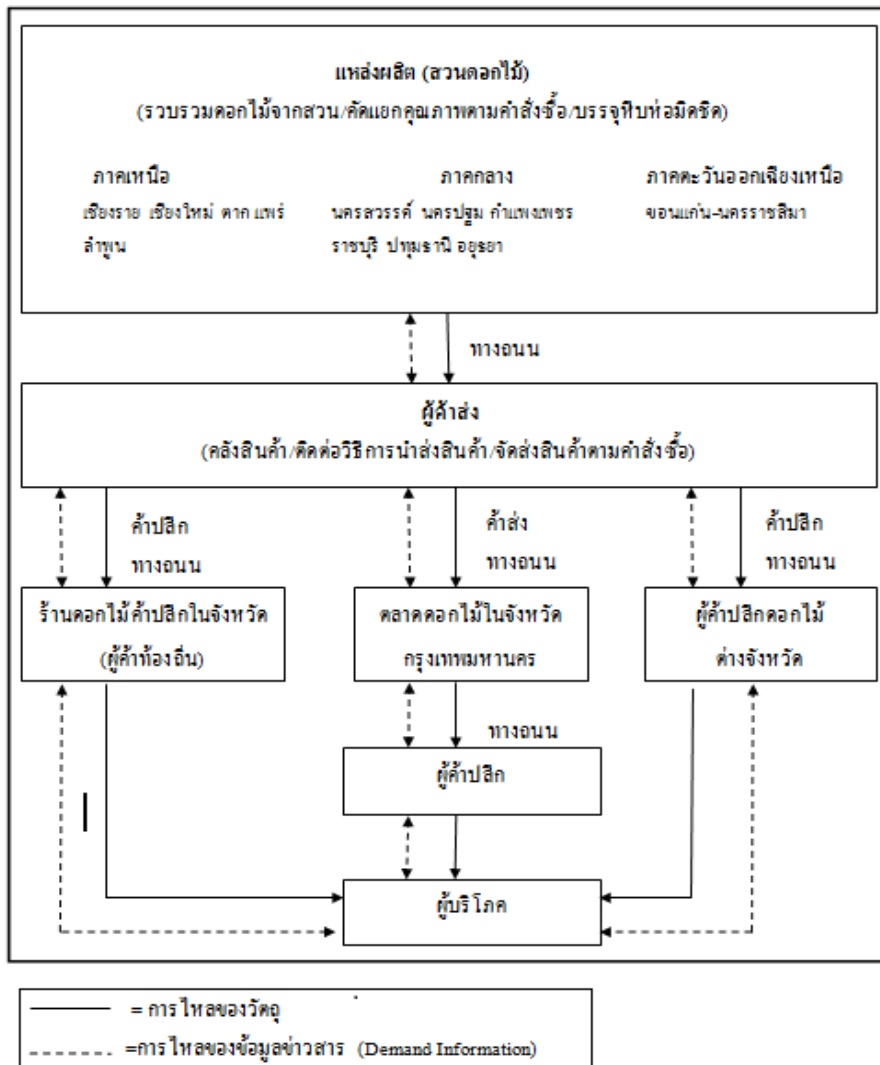 แหล่งผลิต (สวนดอกไม้)
(รวบรวมดอกไม้จากสวน/คัดแยกคุณภาพตามคำสั่งซื้อ/บรรจุหีบห่อมิดชิด)
ภาคเหนือ
เชียงราย เชียงใหม่ ตาก แพร่
ลำพูน
ภาคกลาง
นครสวรรค์ นครปฐม กำแพงเพชร
ราชบุรี ปทุมธานี อยุธยา
ภาคตะวันออกเฉียงเหนือ
ขอนแก่น-นครราชสีมา
ทางถนน
ผู้ค้าส่ง
(คลังสินค้า/ติดต่อวิธีการนำส่งสินค้า/จัดส่งสินค้าตามคำสั่งซื้อ)
ค้าปลีก
ทางถนน
ค้าส่ง
ทางถนน
ค้าปลีก
ทางถนน
ร้านดอกไม้ค้าปลีกในจังหวัด
(ผู้ค้าท้องถิ่น)
ตลาดดอกไม้ในจังหวัด
กรุงเทพมหานคร
ผู้ค้าปลีกดอกไม้
ต่างจังหวัด
ทางถนน
ผู้ค้าปลีก
ผู้บริโภค
= การไหลของวัตถุ
=การไหลของข้อมูลข่าวสาร (Demand Information)